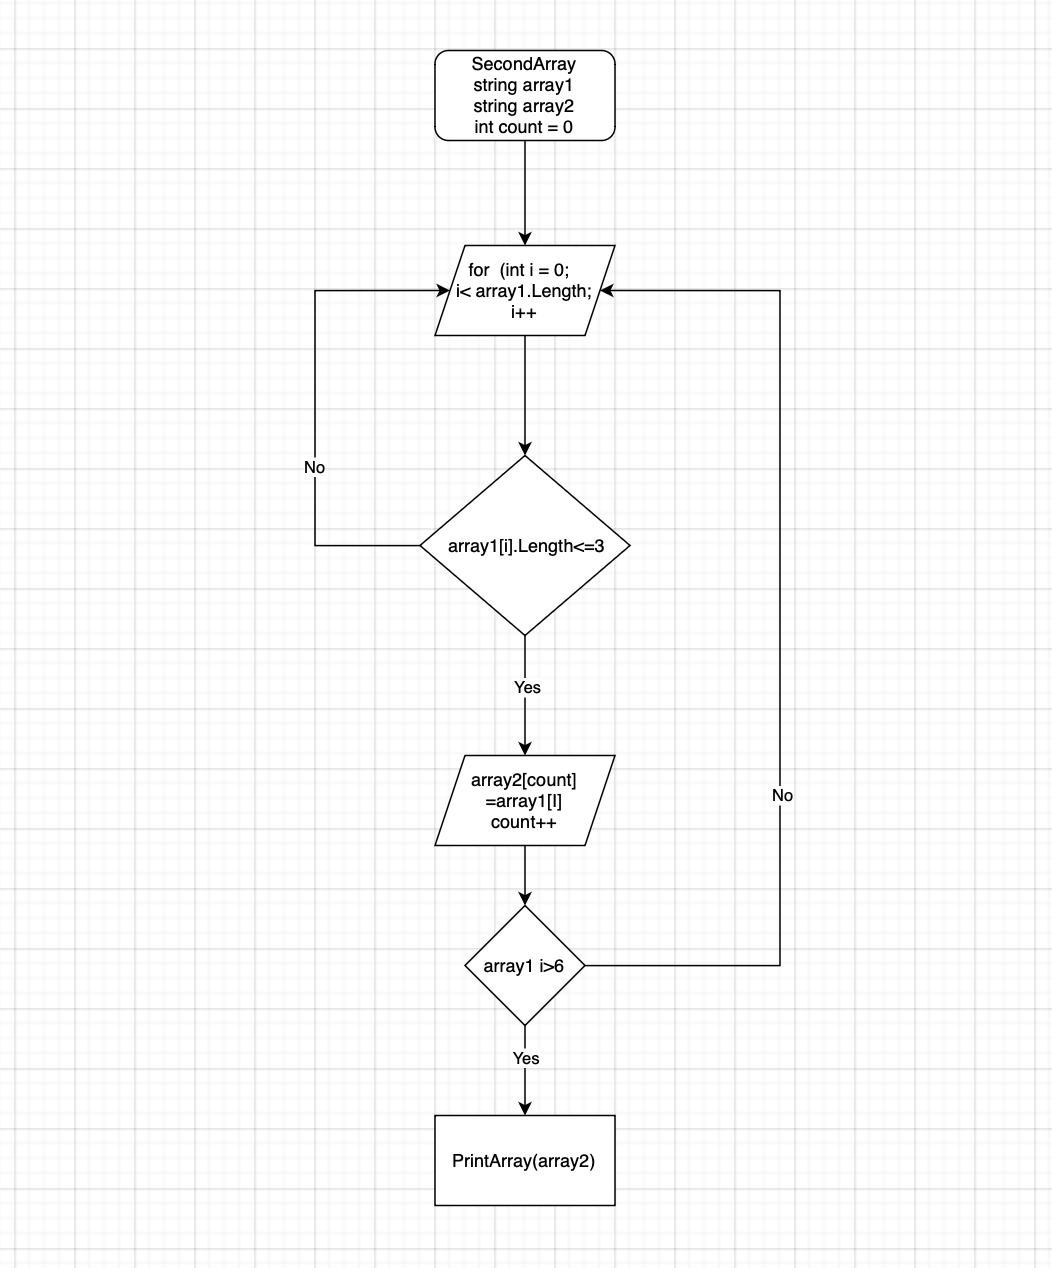 SecondArray
string array1
string array2
int count = 0
for  (int i = 0;
i< array1.Length;
i++
No
array1[i].Length<=3
Yes
array2[count]
=array1[I]
count++
No
array1 i>6
Yes
PrintArray(array2)